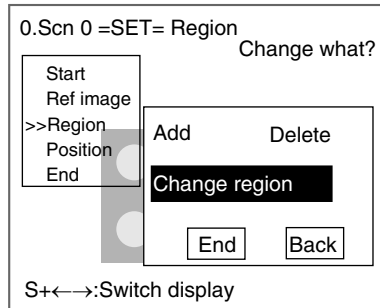 0.Scn 0 =SET= Region
Change what?
Start
Ref image
>>Region
Position
End
Add Delete
Change region
End Back
S+←→:Switch display